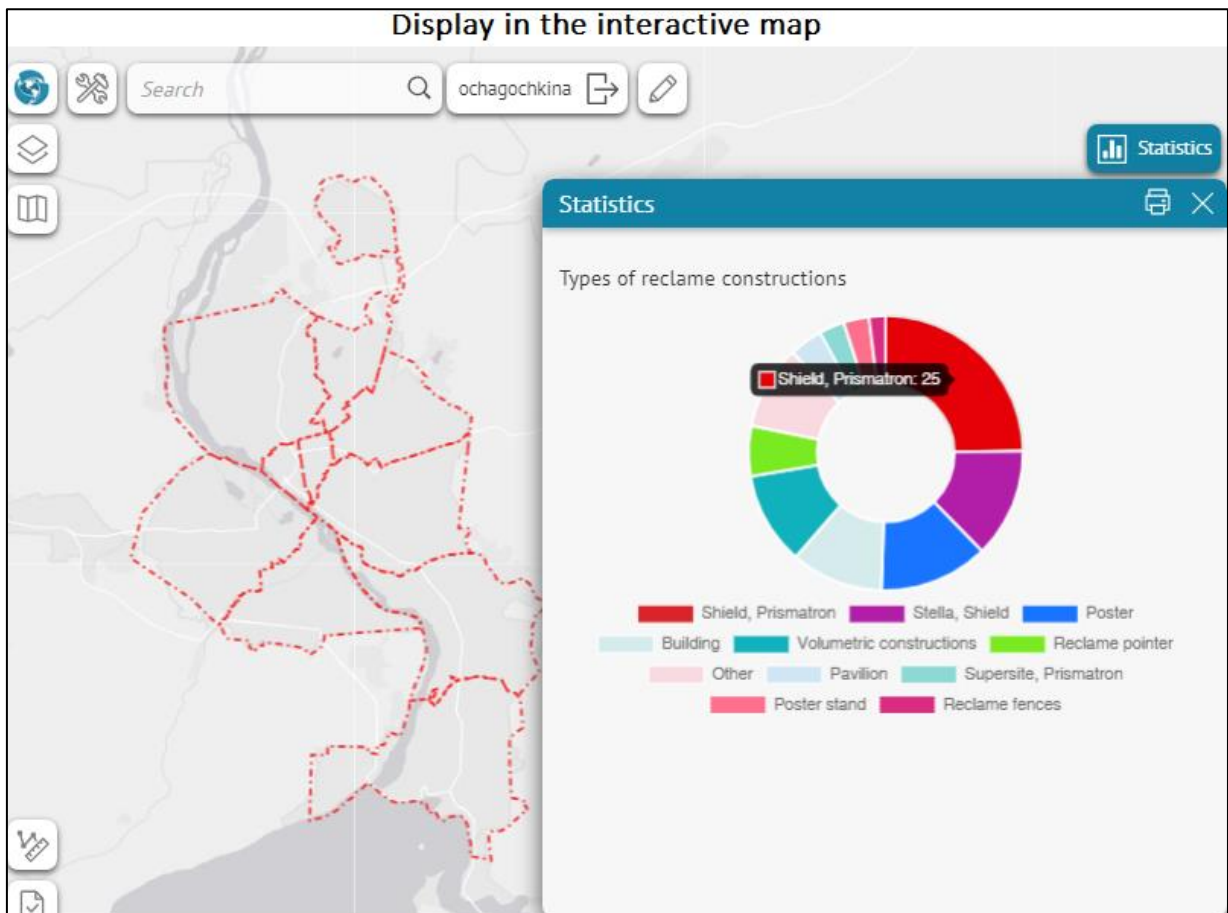 Display in the interactive map
Search
ochagochkina
Statistics
Statistics
Types of reclame constructions
Shield, Prismatron: 25
Shield, Prismatron Stella, Shield Poster
Building Volumetric constructions Reclame pointer
Other Pavilion Supersite, Prismatron
Poster stand Reclame fences